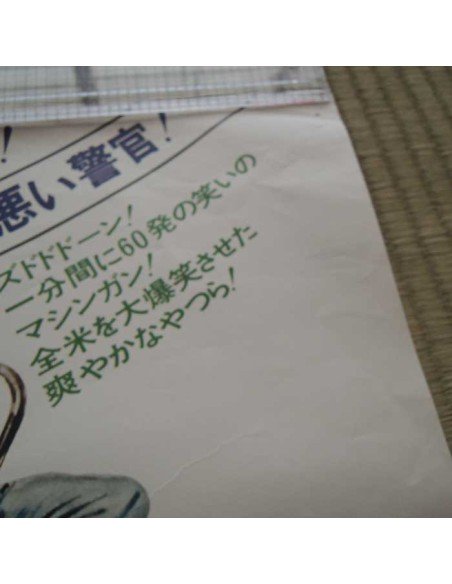 ！
悪い警官！
ズドドドーン！
一分間に60発の笑いの
マシンガン！
全米を大爆笑させた
爽やかなやつら！